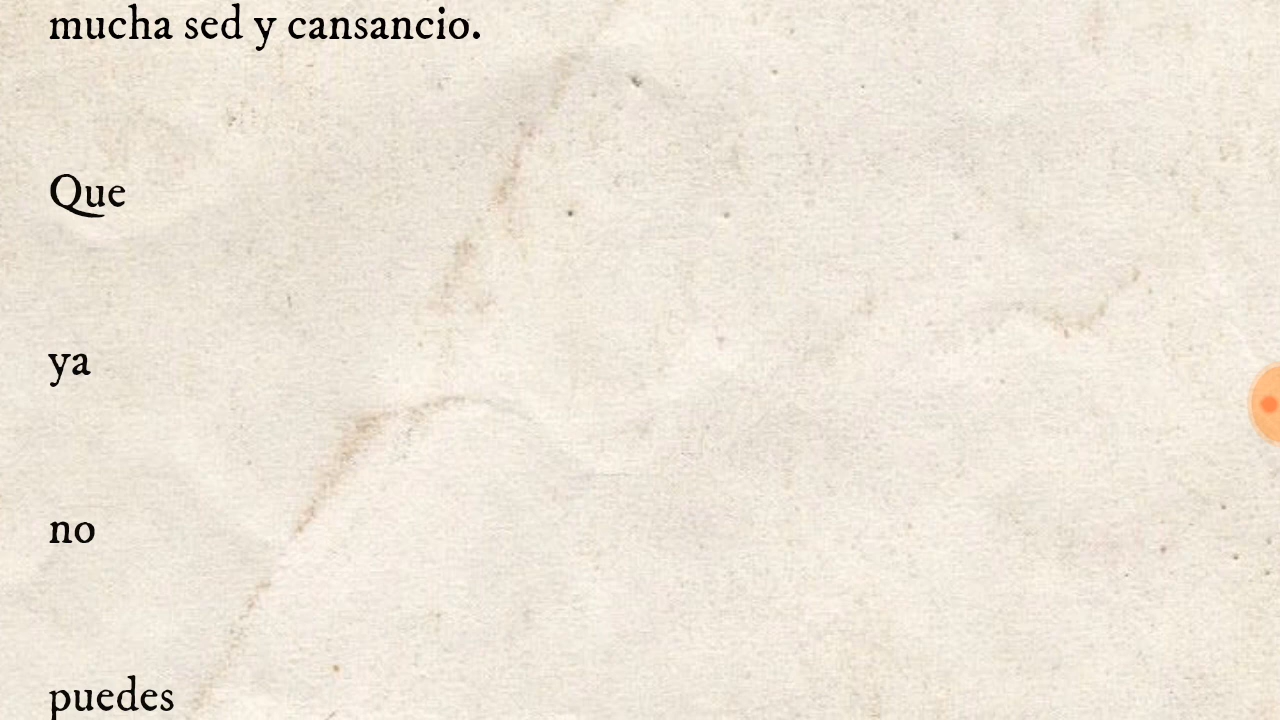 mucha sed y cansancio.
Que
ya
no
puedes